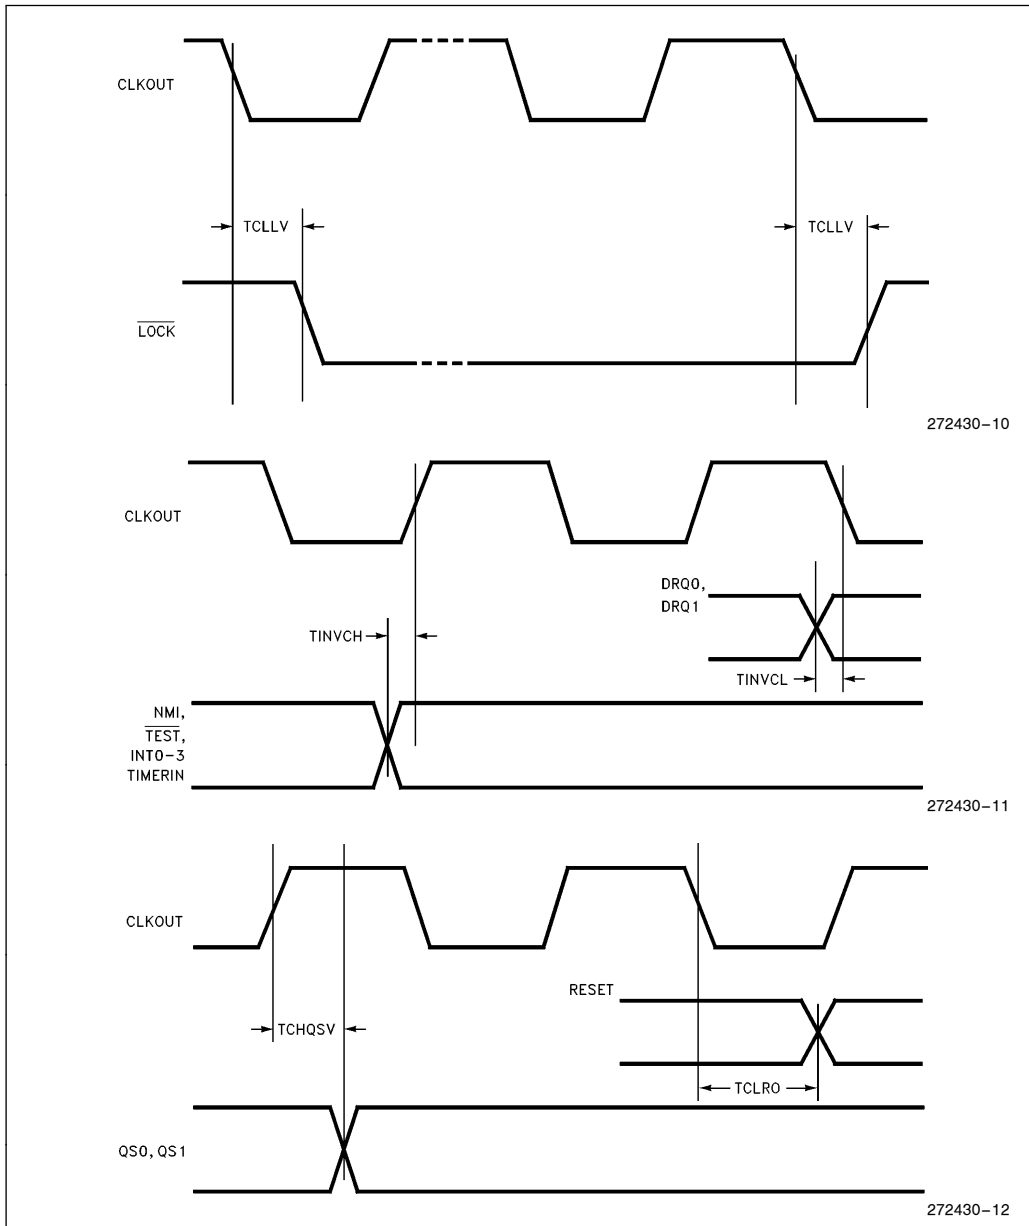 CLKOUT
TCLLV
TCLLV
LOCK
272430-10
CLKOUT
DRQ0,
DRQ1
TINVCH
TINVCL
NMI,
TEST,
INT0-3
TIMERIN
272430-11
CLKOUT
RESET
TCHQSV
TCLRO
QS0, QS1
272430-12